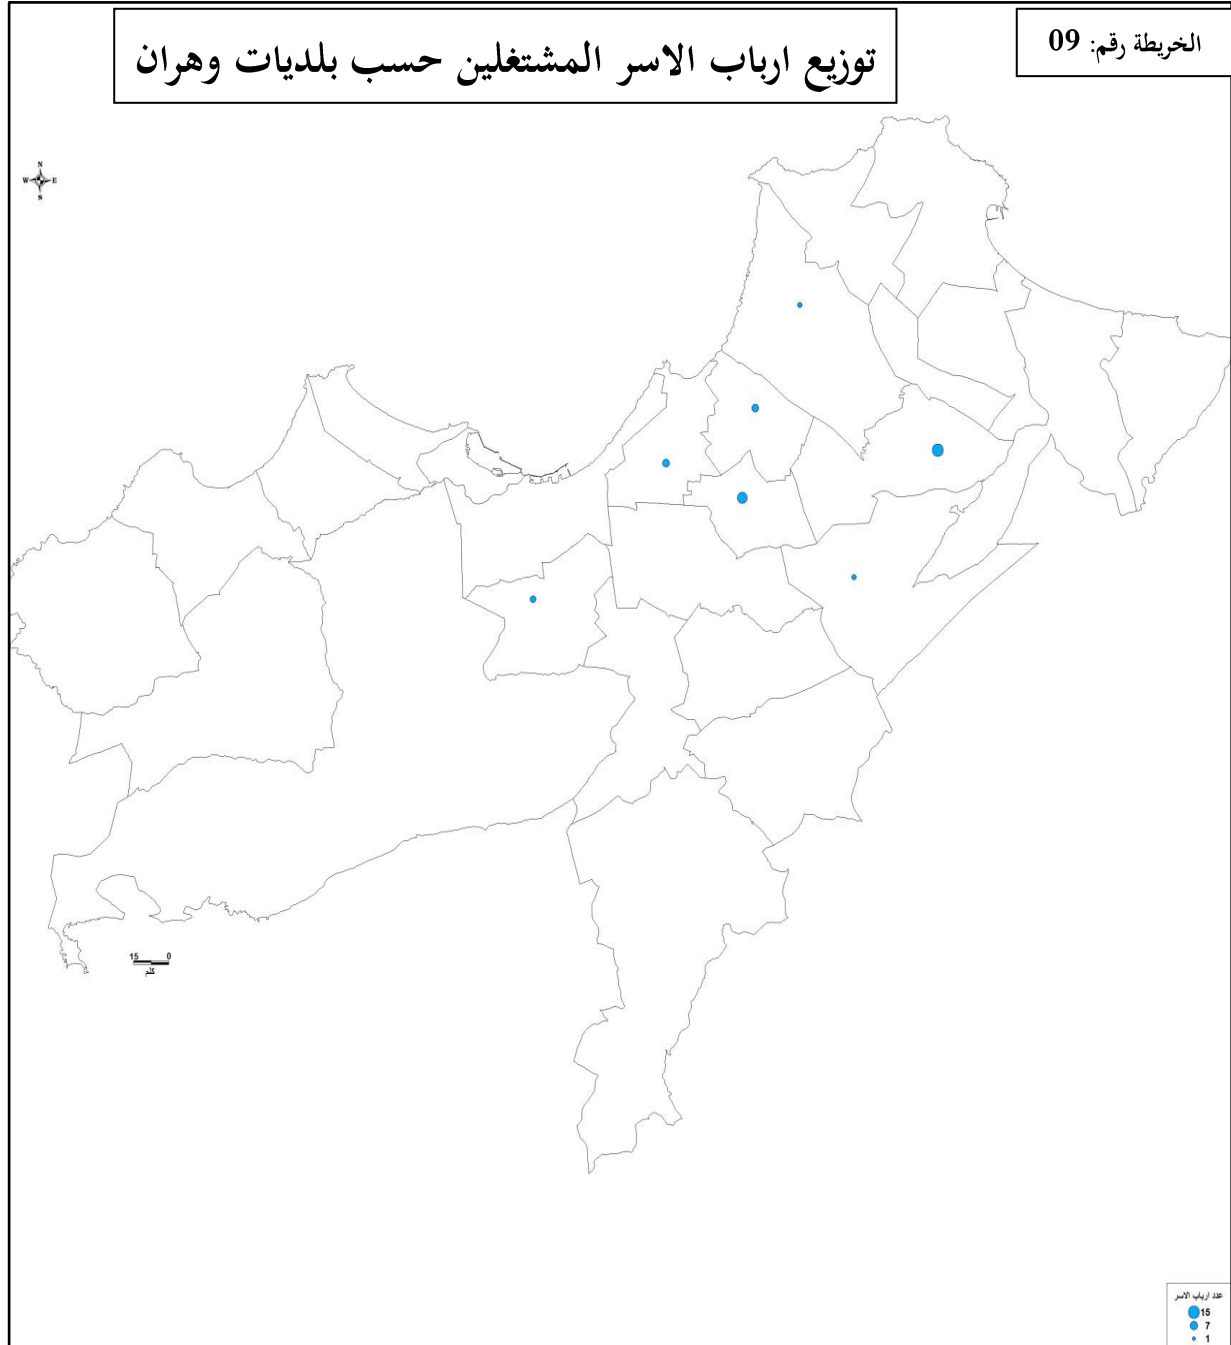 الخريطة رقم: 09
توزيع ارباب الاسر المشتغلين حسب بلديات وهران
N
W E
S
15 0
كلم
عدد ارباب الاسر
15
7
1